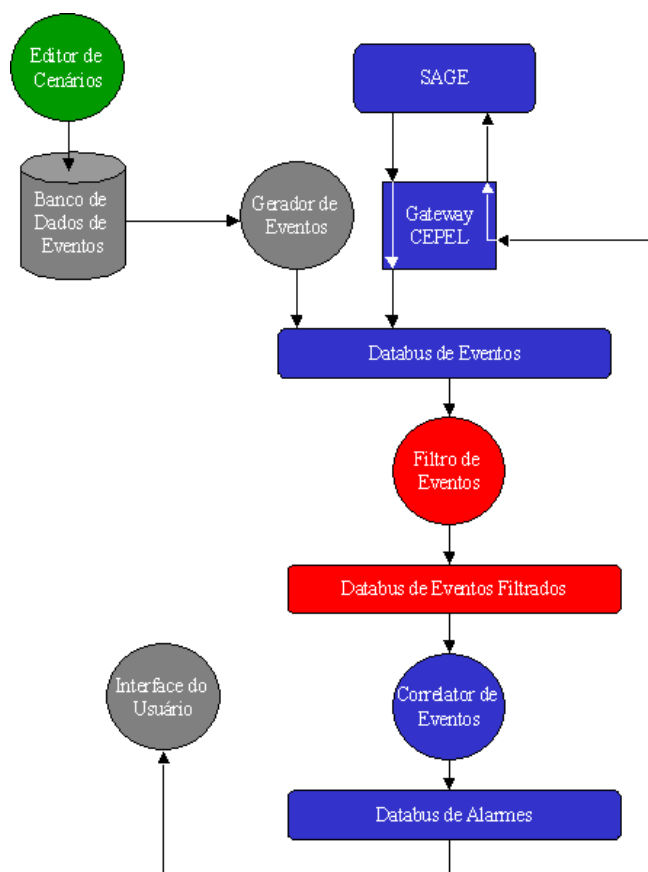 Editor de
Cenários
SAGE
Banco de
Dados de
Eventos
Gerador de
Eventos
Gateway
CEPEL
Databus de Eventos
Filtro de
Eventos
Databus de Eventos Filtrados
Interface do
Usuário
Correlator de
Eventos
Databus de Alarmes